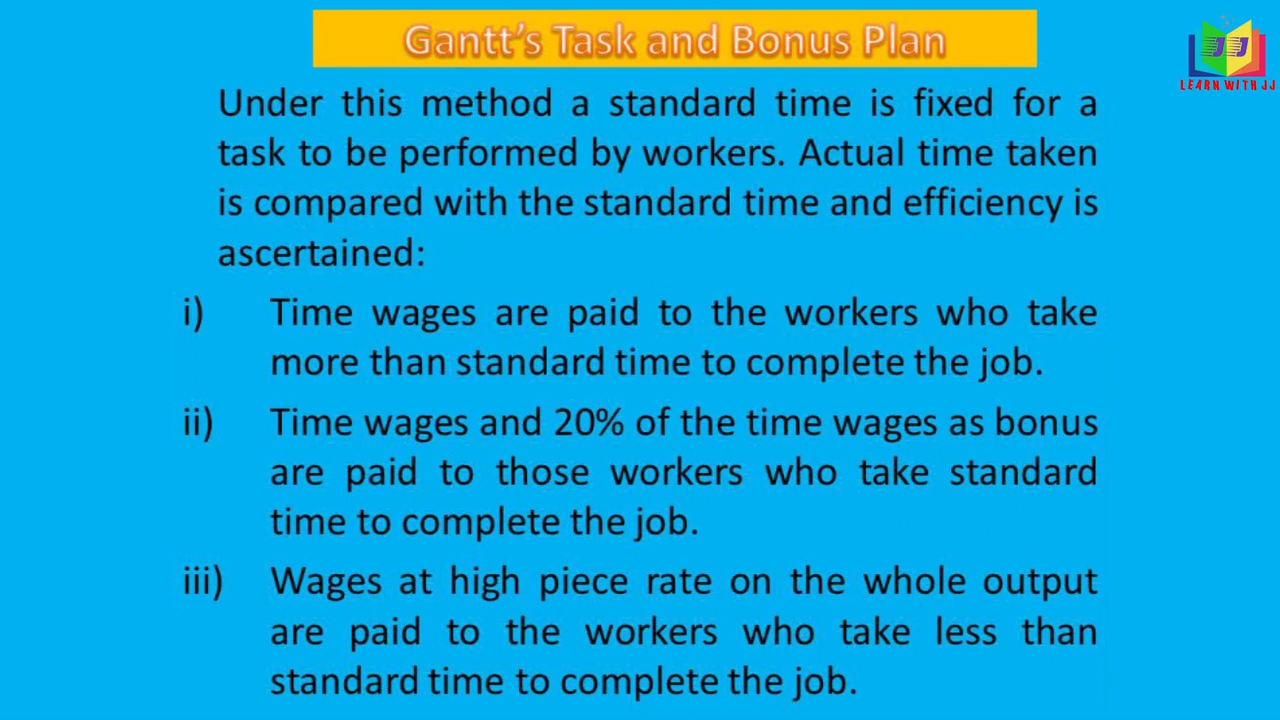 Gantt's Task and Bonus Plan
LEARN WITH JJ
Under this method a standard time is fixed for a
task to be performed by workers. Actual time taken
is compared with the standard time and efficiency is
ascertained:
i) Time wages are paid to the workers who take
more than standard time to complete the job.
ii) Time wages and 20% of the time wages as bonus
are paid to those workers who take standard
time to complete the job.
iii) Wages at high piece rate on the whole output
are paid to the workers who take less than
standard time to complete the job.